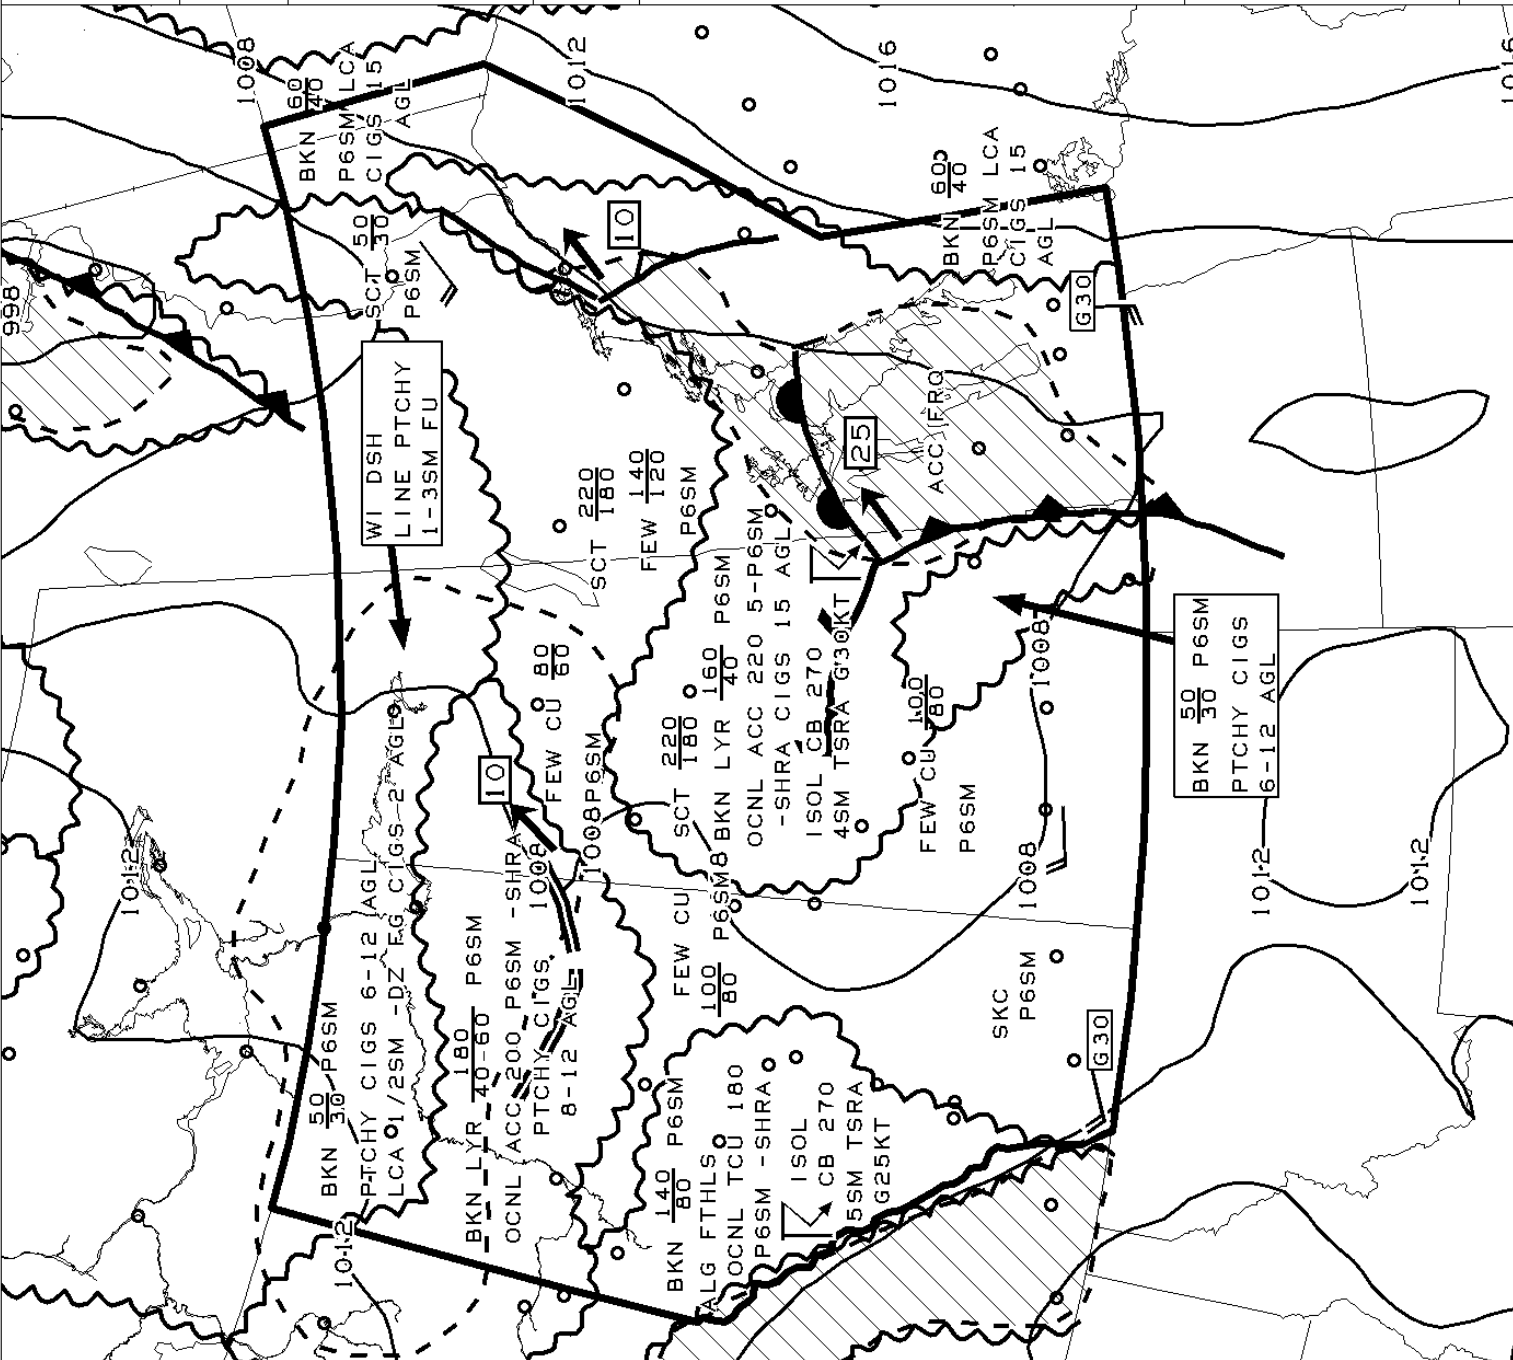 1008
BKN 60/40
P6SM LCA
CIGS 15
AGL
1012
1016
1016
SCT 50/30
P6SM
998
10
BKN 60/40
P6SM LCA
CIGS 15
AGL
G30
WI DSH
LINE PTCHY
1-3SM FU
SCT 220/180
FEW 140/120
P6SM
25
ACC FRQ
FEW CU 80/60
P6SM
1008
10
SCT 220/180
BKN LYR 160/40 P6SM
OCNL ACC 220 5-P6SM
-SHRA CIGS 15 AGL
ISOL CB 270
4SM TSRA G30KT
FEW CU 100/80
P6SM
1008
BKN 50/30 P6SM
PTCHY CIGS
6-12 AGL
1012
1012
1012
1008
1008
BKN 50/30 P6SM
PTCHY CIGS 6-12 AGL
LCA 1/2SM -DZ FG CIGS 2 AGL
BKN LYR 180/40-60 P6SM
OCNL ACC 200 P6SM -SHRA
PTCHY CIGS
8-12 AGL
FEW CU 100/80
P6SM
SKC
P6SM
G30
1012
BKN 140/80 P6SM
ALG FTHLS
OCNL TCU 180
P6SM -SHRA
ISOL
CB 270
5SM TSRA
G25KT